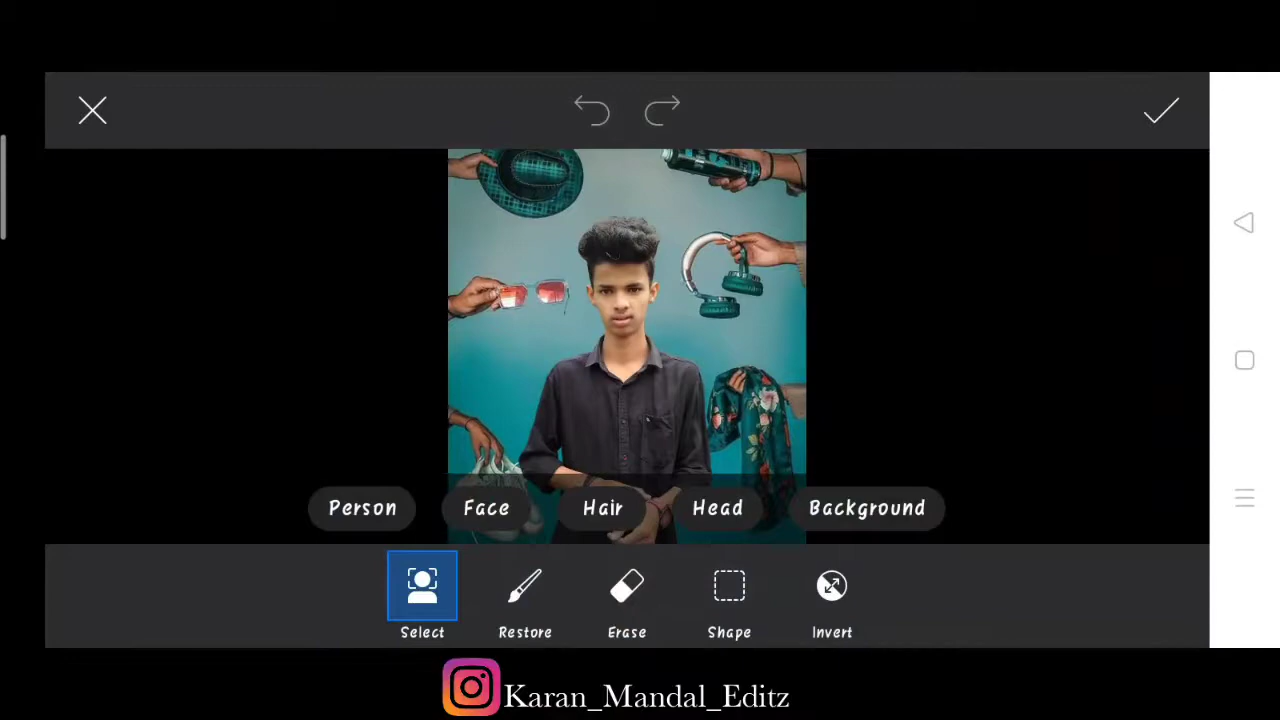 Person Face Hair Head Background
Select Restore Erase Shape Invert
Karan_Mandal_Editz